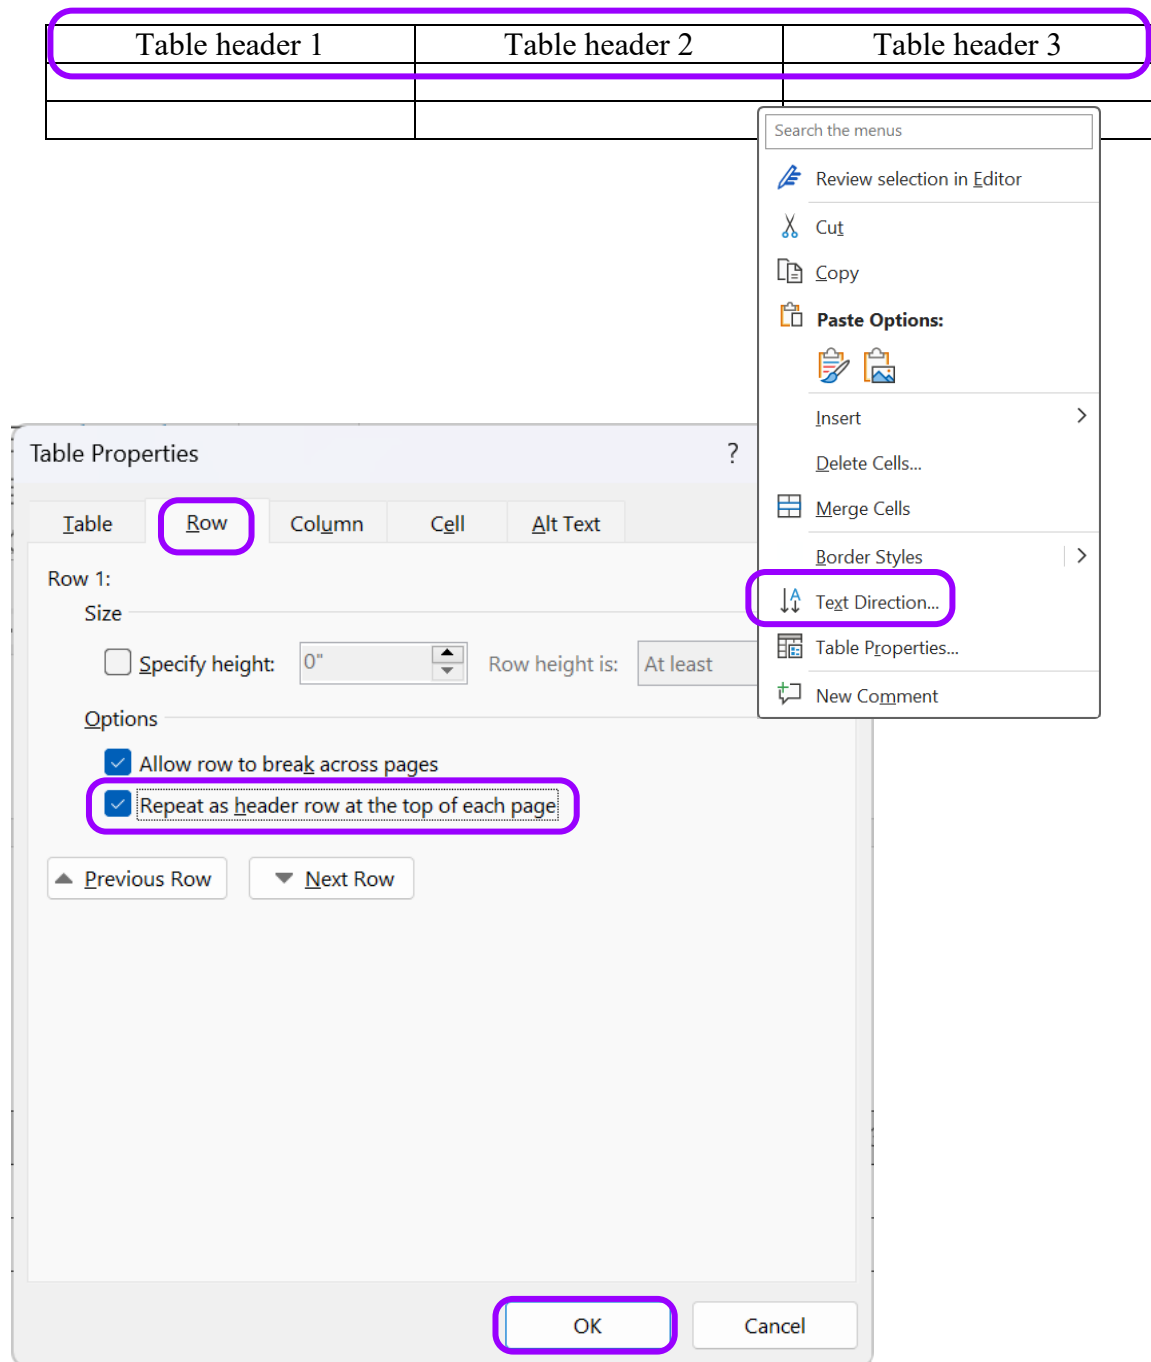 Table header 1 Table header 2 Table header 3
Search the menus
Review selection in Editor
Cut
Copy
Paste Options:
Insert
Delete Cells...
Merge Cells
Border Styles
Text Direction...
Table Properties...
New Comment
Table Properties ?
Table Row Column Cell Alt Text
Row 1:
Size
Specify height: 0" Row height is: At least
Options
Allow row to break across pages
Repeat as header row at the top of each page
Previous Row Next Row
OK Cancel